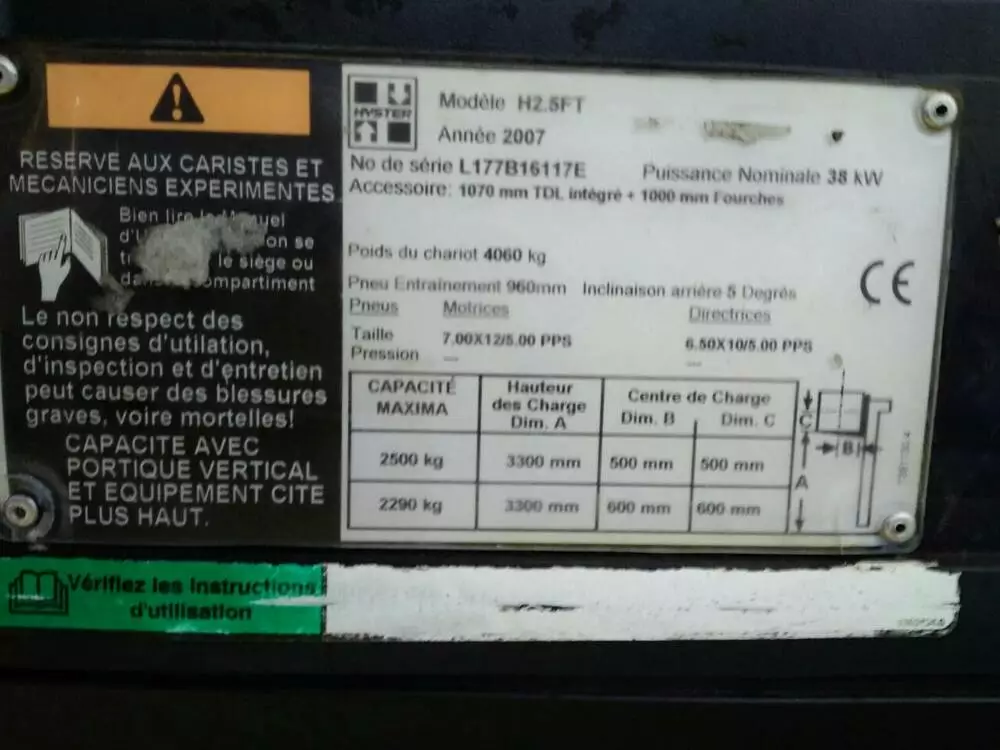 RESERVE AUX CARISTES ET
MECANICIENS EXPERIMENTES
Bien lire le
on se
le siège ou
compartiment
Le non respect des
consignes d'utilation,
d'inspection et d'entretien
peut causer des blessures
graves, voire mortelles!
CAPACITE AVEC
PORTIQUE VERTICAL
ET EQUIPEMENT CITE
PLUS HAUT.
HYSTER
Modèle H2.5FT
Année 2007
No de série L177B16117E Puissance Nominale 38 kW
Accessoire: 1070 mm TDL intégré + 1000 mm Fourches
Poids du chariot 4060 kg
CE
Pneu Entraînement 960mm Inclinaison arrière 5 Degrés
Pneus Motrices Directrices
Taille 7.00X12/5.00 PPS 6.50X10/5.00 PPS
Pression — —
CAPACITÉ MAXIMA Hauteur des Charge Dim. A Centre de Charge Dim. B Dim. C
2500 kg 3300 mm 500 mm 500 mm
2290 kg 3300 mm 600 mm 600 mm
C
B
A
Vérifiez les instructions
d'utilisation